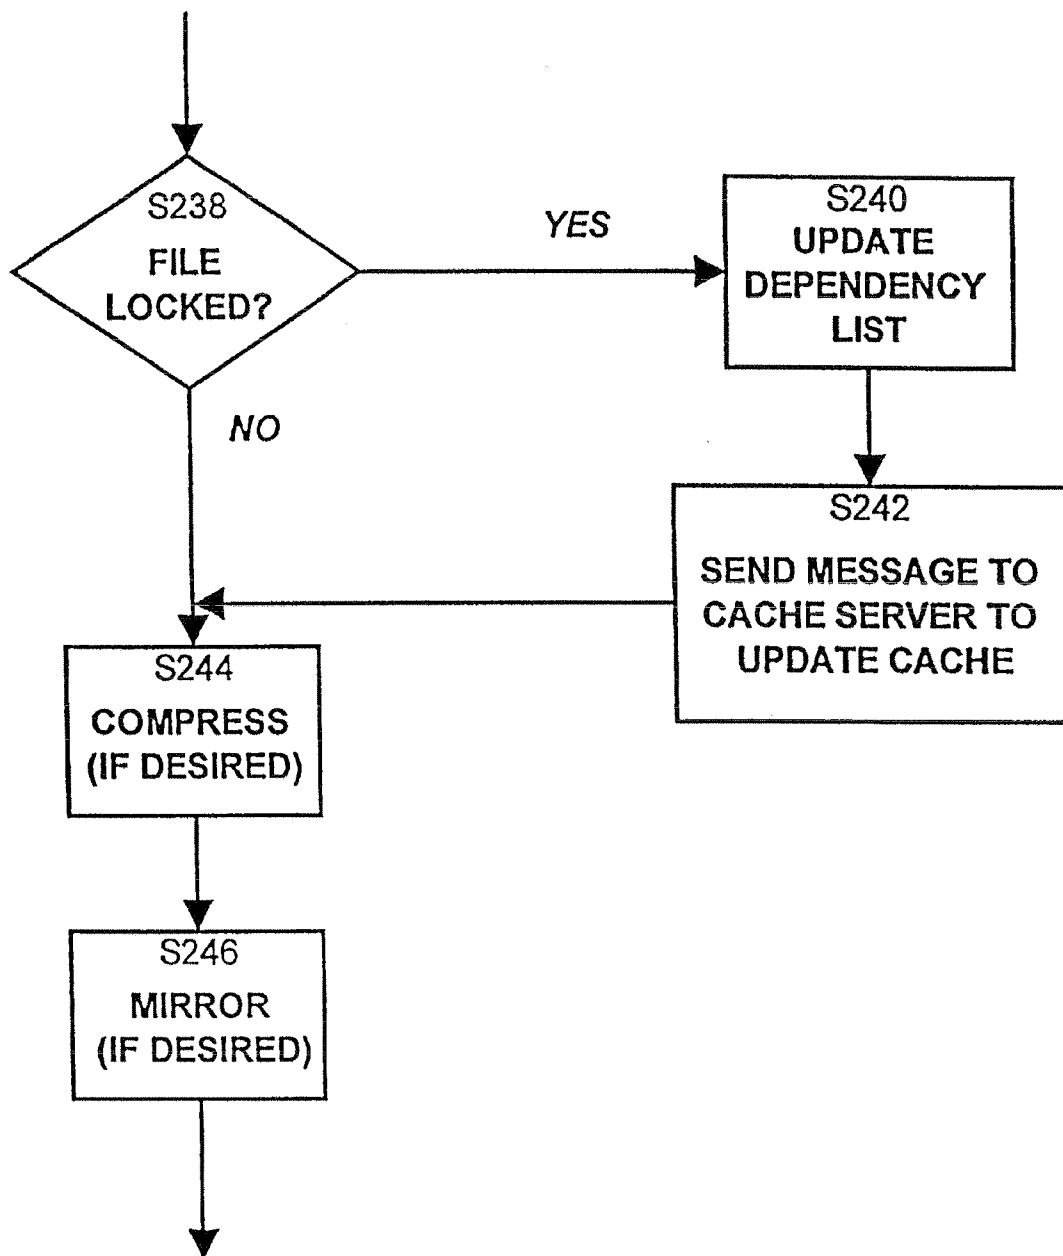 S238
FILE
LOCKED?
YES
S240
UPDATE
DEPENDENCY
LIST
NO
S242
SEND MESSAGE TO
CACHE SERVER TO
UPDATE CACHE
S244
COMPRESS
(IF DESIRED)
S246
MIRROR
(IF DESIRED)